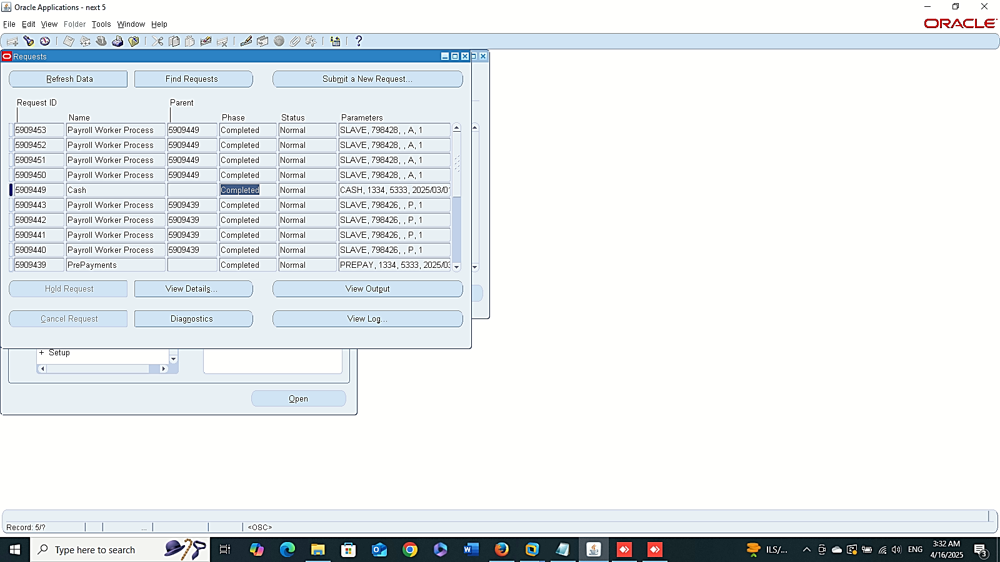 Oracle Applications - next 5
File Edit View Folder Tools Window Help
ORACLE
Requests
Refresh Data Find Requests Submit a New Request...
Request ID Parent
Name Phase Status Parameters
5909453 Payroll Worker Process 5909449 Completed Normal SLAVE, 798428, , A, 1
5909452 Payroll Worker Process 5909449 Completed Normal SLAVE, 798428, , A, 1
5909451 Payroll Worker Process 5909449 Completed Normal SLAVE, 798428, , A, 1
5909450 Payroll Worker Process 5909449 Completed Normal SLAVE, 798428, , A, 1
5909449 Cash Completed Normal CASH, 1334, 5333, 2025/03/01
5909443 Payroll Worker Process 5909439 Completed Normal SLAVE, 798426, , P, 1
5909442 Payroll Worker Process 5909439 Completed Normal SLAVE, 798426, , P, 1
5909441 Payroll Worker Process 5909439 Completed Normal SLAVE, 798426, , P, 1
5909440 Payroll Worker Process 5909439 Completed Normal SLAVE, 798426, , P, 1
5909439 PrePayments Completed Normal PREPAY, 1334, 5333, 2025/03
Hold Request View Details... View Output
Cancel Request Diagnostics View Log...
+ Setup
Open
Record: 5/? ... <OSC>
Type here to search ILS/... ENG 3:32 AM
4/16/2025
3